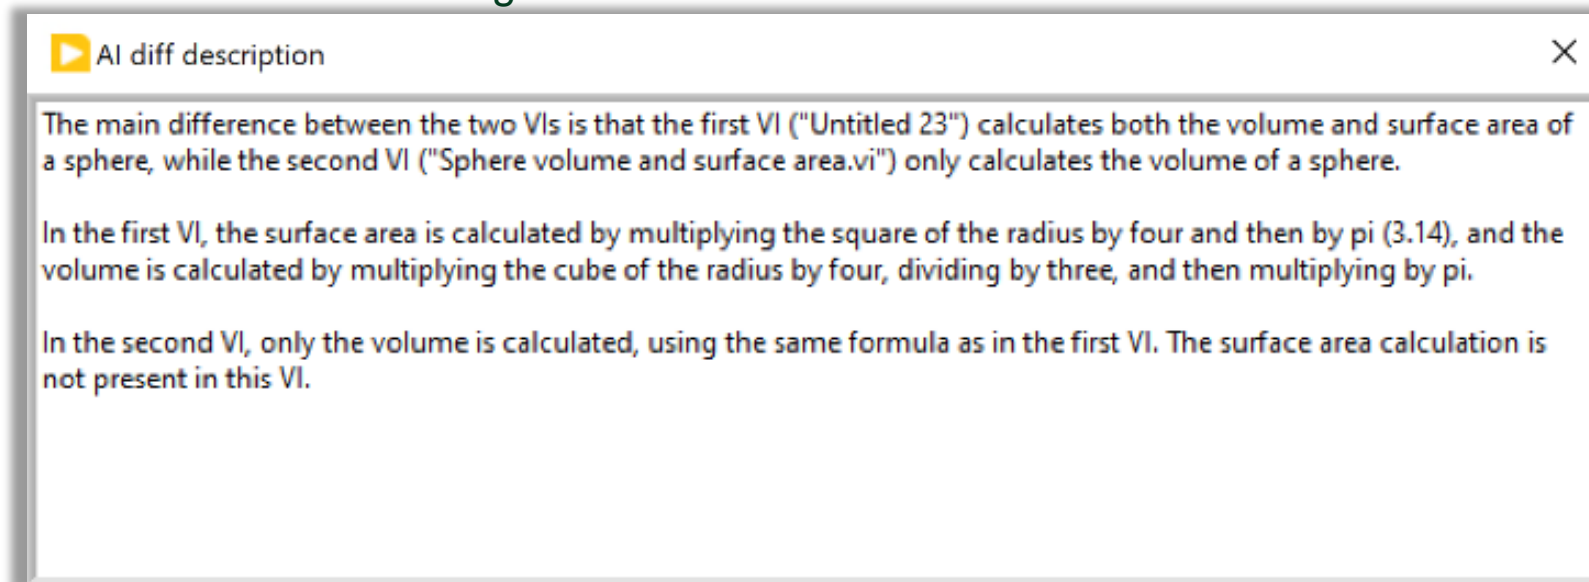 AI diff description
The main difference between the two VIs is that the first VI ("Untitled 23") calculates both the volume and surface area of
a sphere, while the second VI ("Sphere volume and surface area.vi") only calculates the volume of a sphere.
In the first VI, the surface area is calculated by multiplying the square of the radius by four and then by pi (3.14), and the
volume is calculated by multiplying the cube of the radius by four, dividing by three, and then multiplying by pi.
In the second VI, only the volume is calculated, using the same formula as in the first VI. The surface area calculation is
not present in this VI.